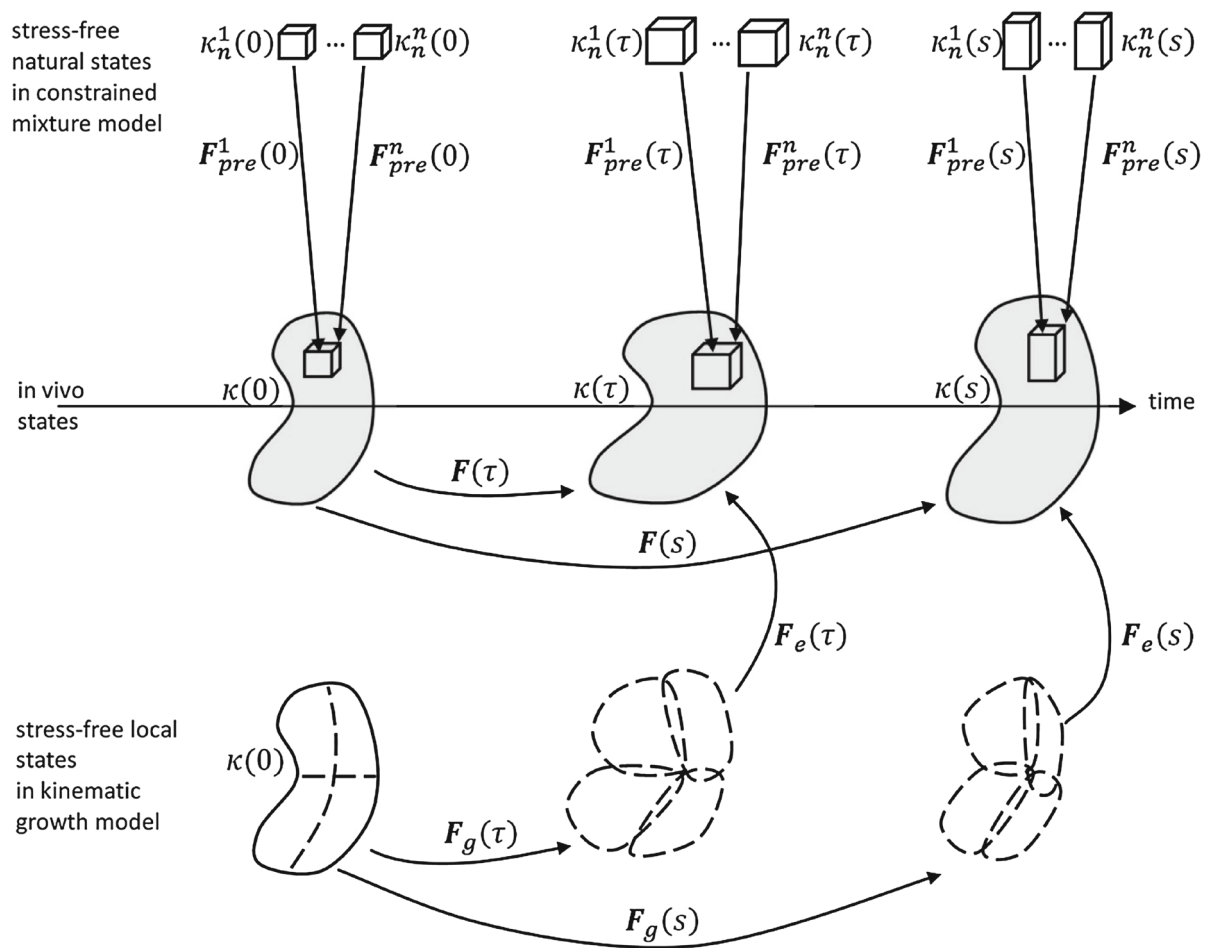 stress-free
natural states
in constrained
mixture model
κ_n^1(0) ... κ_n^n(0)
κ_n^1(τ) ... κ_n^n(τ)
κ_n^1(s) ... κ_n^n(s)
F_pre^1(0)
F_pre^n(0)
F_pre^1(τ)
F_pre^n(τ)
F_pre^1(s)
F_pre^n(s)
in vivo
states
κ(0)
κ(τ)
κ(s)
time
F(τ)
F(s)
F_e(τ)
F_e(s)
stress-free local
states
in kinematic
growth model
κ(0)
F_g(τ)
F_g(s)